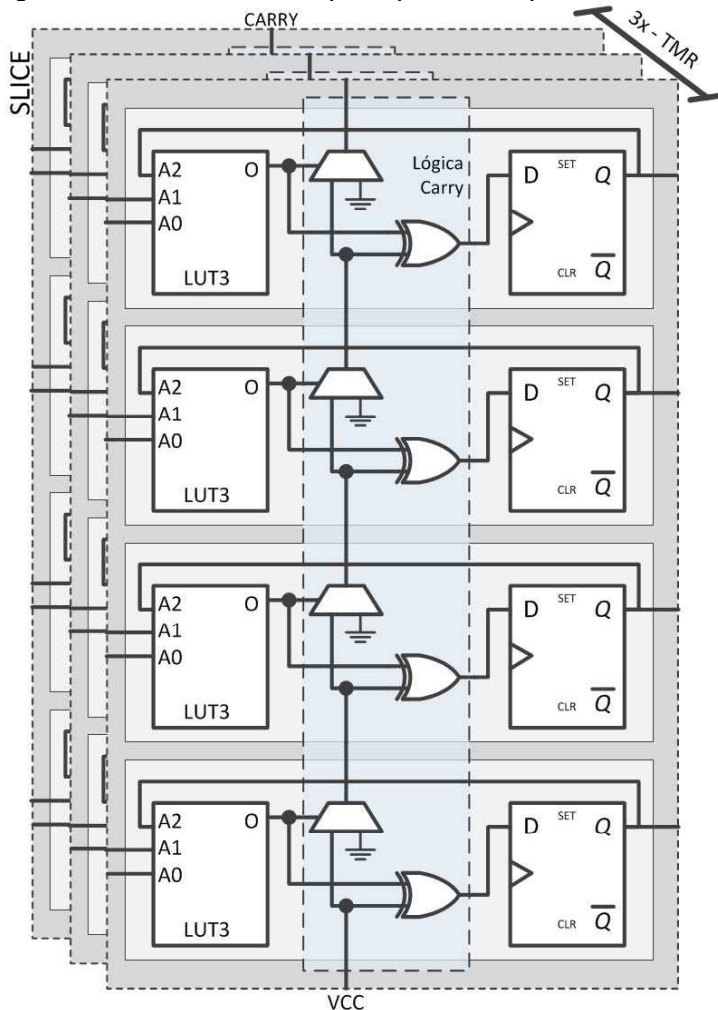 CARRY
3x - TMR
SLICE
Lógica
Carry
A2 O
A1
A0
LUT3
D SET Q
CLR Q
A2 O
A1
A0
LUT3
D SET Q
CLR Q
A2 O
A1
A0
LUT3
D SET Q
CLR Q
A2 O
A1
A0
LUT3
D SET Q
CLR Q
VCC